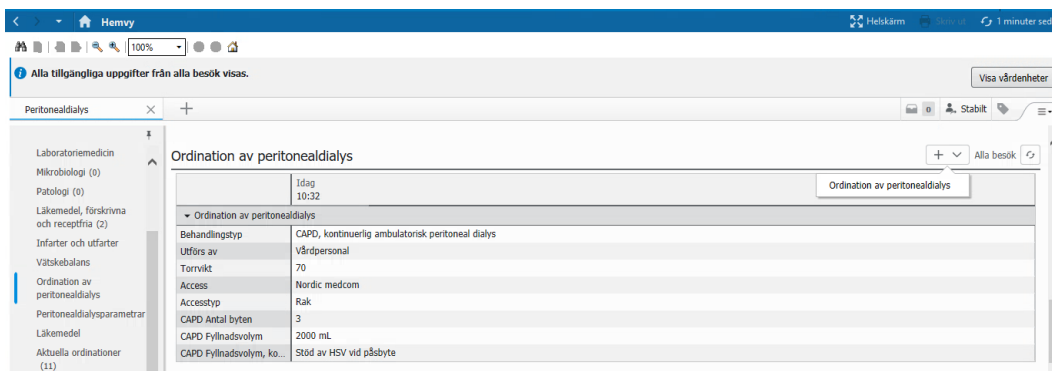 Hemvy
Helskärm
Skriv ut
1 minuter sed
100%
Alla tillgängliga uppgifter från alla besök visas.
Visa vårdenheter
Peritonealdialys
0
Stabilt
Laboratoriemedicin
Mikrobiologi (0)
Patologi (0)
Läkemedel, förskrivna
och receptfria (2)
Infarter och utfarter
Vätskebalans
Ordination av
peritonealdialys
Peritonealdialysparametrar
Läkemedel
Aktuella ordinationer
(11)
Ordination av peritonealdialys
Alla besök
Ordination av peritonealdialys
Idag
10:32
Ordination av peritonealdialys
Behandlingstyp CAPD, kontinuerlig ambulatorisk peritoneal dialys
Utförs av Vårdpersonal
Torrvikt 70
Access Nordic medcom
Accesstyp Rak
CAPD Antal byten 3
CAPD Fyllnadsvolym 2000 mL
CAPD Fyllnadsvolym, ko... Stöd av HSV vid påsbyte